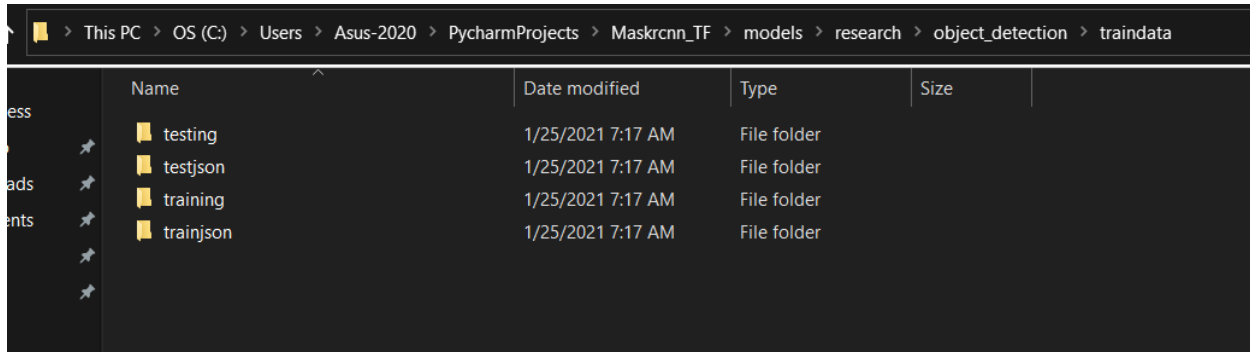 This PC > OS (C:) > Users > Asus-2020 > PycharmProjects > Maskrcnn_TF > models > research > object_detection > traindata
Name Date modified Type Size
ess
testing 1/25/2021 7:17 AM File folder
testjson 1/25/2021 7:17 AM File folder
ads
training 1/25/2021 7:17 AM File folder
ents
trainjson 1/25/2021 7:17 AM File folder